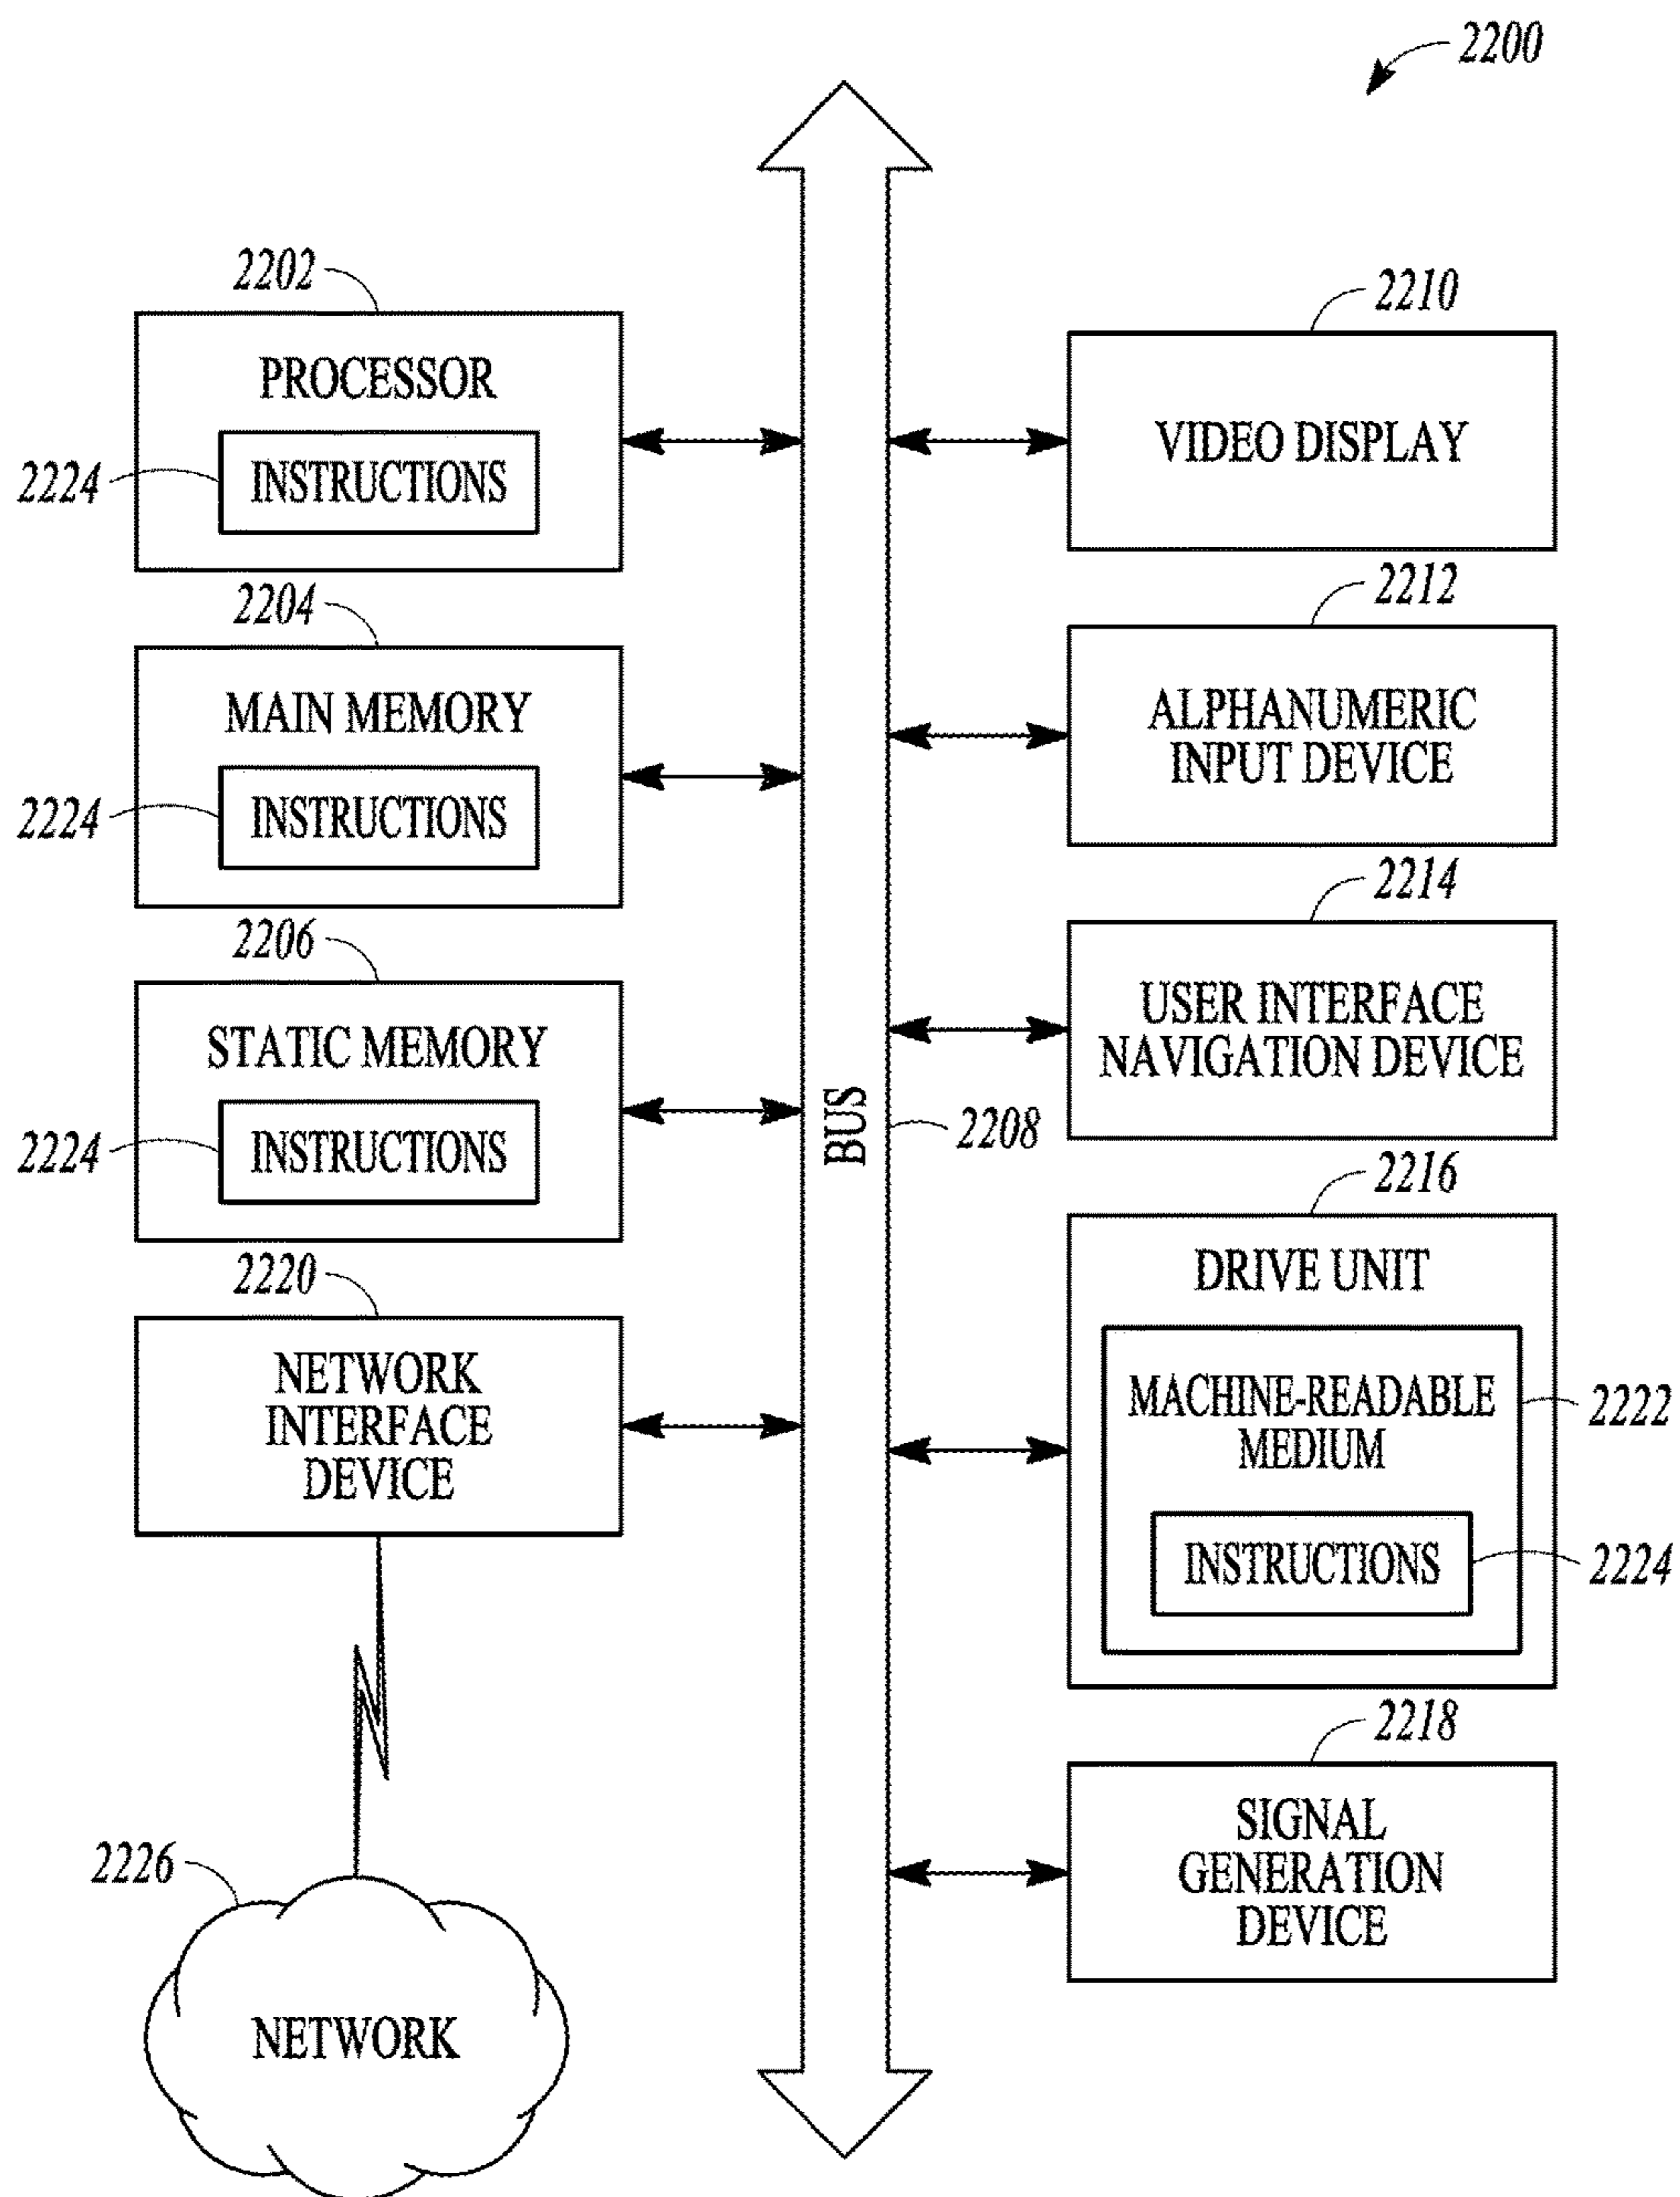 2200
2202
PROCESSOR
2224
INSTRUCTIONS
2204
MAIN MEMORY
2224
INSTRUCTIONS
2206
STATIC MEMORY
2224
INSTRUCTIONS
2220
NETWORK
INTERFACE
DEVICE
2226
NETWORK
BUS
2208
2210
VIDEO DISPLAY
2212
ALPHANUMERIC
INPUT DEVICE
2214
USER INTERFACE
NAVIGATION DEVICE
2216
DRIVE UNIT
MACHINE-READABLE
MEDIUM
2222
INSTRUCTIONS
2224
2218
SIGNAL
GENERATION
DEVICE